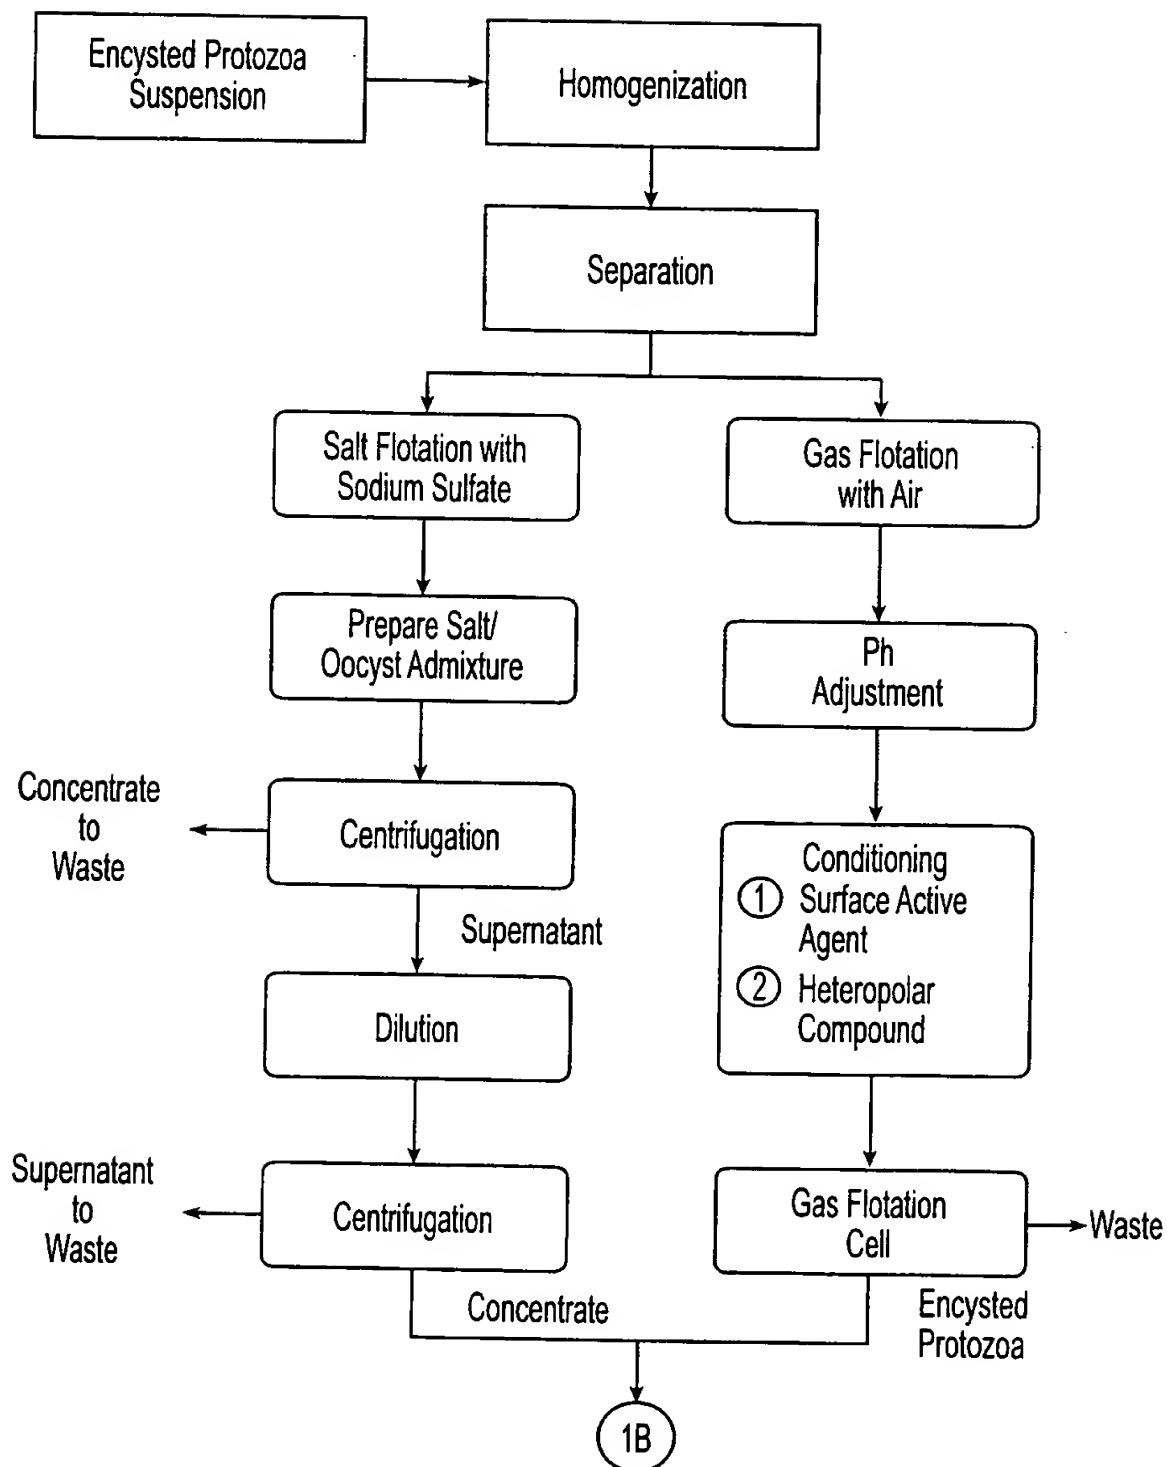 Encysted Protozoa
Suspension
Homogenization
Separation
Salt Flotation with
Sodium Sulfate
Gas Flotation
with Air
Prepare Salt/
Oocyst Admixture
Ph
Adjustment
Concentrate
to
Waste
Centrifugation
Conditioning
1 Surface Active
Agent
2 Heteropolar
Compound
Supernatant
Dilution
Supernatant
to
Waste
Centrifugation
Gas Flotation
Cell
Waste
Concentrate
Encysted
Protozoa
1B